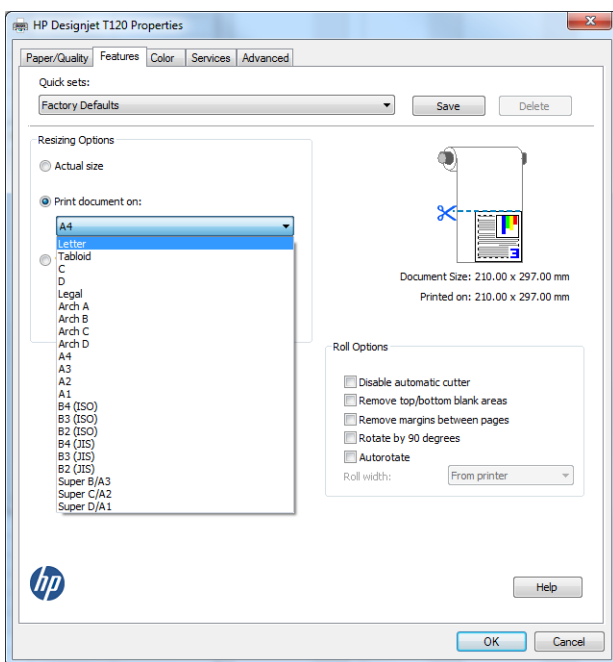 HP Designjet T120 Properties
Paper/Quality Features Color Services Advanced
Quick sets:
Factory Defaults
Save
Delete
Resizing Options
Actual size
Print document on:
A4
Letter
Tabloid
C
D
Legal
Arch A
Arch B
Arch C
Arch D
A4
A3
A2
A1
B4 (ISO)
B3 (ISO)
B2 (ISO)
B4 (JIS)
B3 (JIS)
B2 (JIS)
Super B/A3
Super C/A2
Super D/A1
3
Document Size: 210.00 x 297.00 mm
Printed on: 210.00 x 297.00 mm
Roll Options
Disable automatic cutter
Remove top/bottom blank areas
Remove margins between pages
Rotate by 90 degrees
Autorotate
Roll width: From printer
hp
Help
OK
Cancel